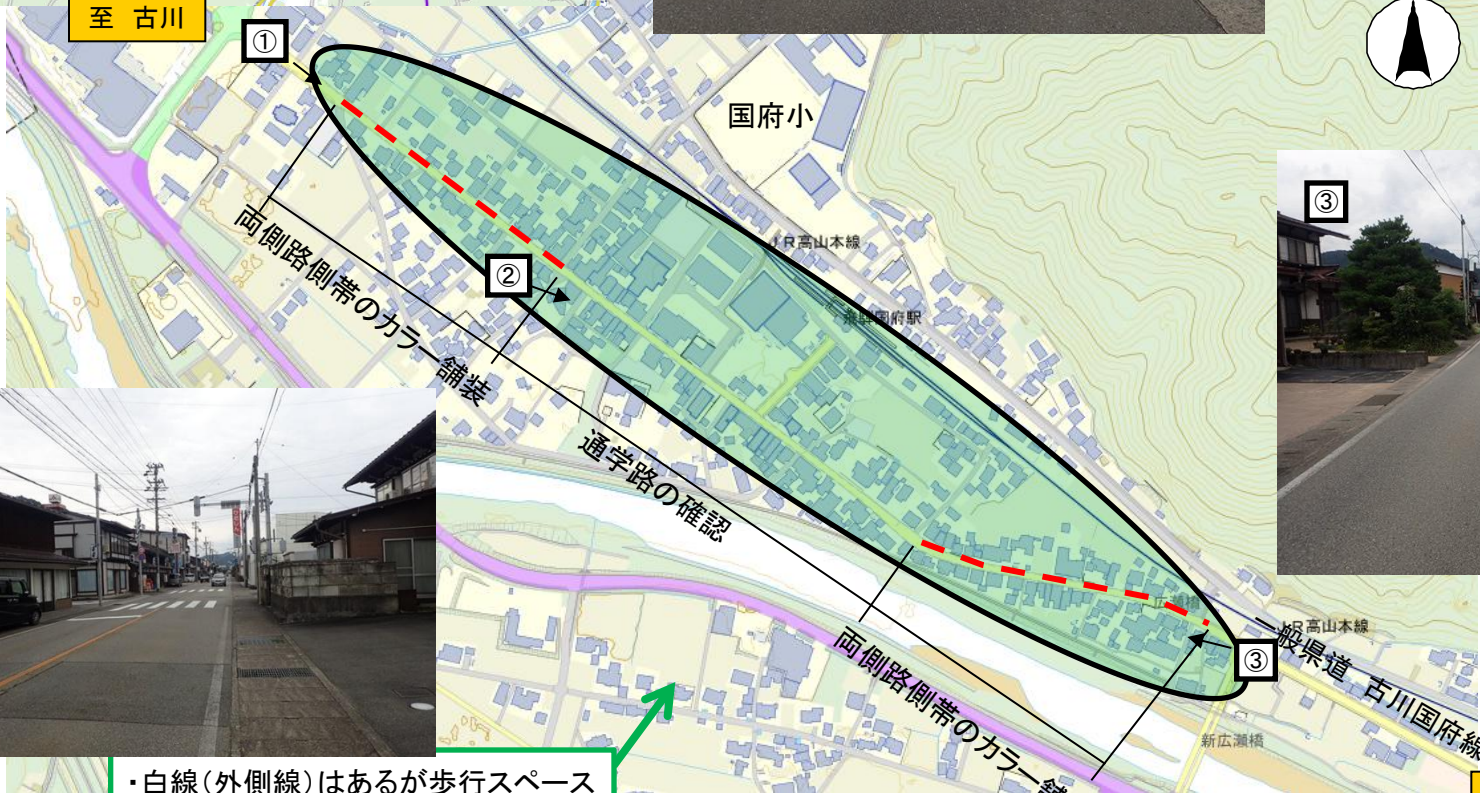 至 古川
①
国府小
③
JR高山本線
②
飛騨国府駅
両側路側帯のカラー舗装
通学路の確認
広瀬橋
JR高山本線
③
一般県道 古川国府線
両側路側帯のカラー舗
新広瀬橋
・白線(外側線)はあるが歩行スペース